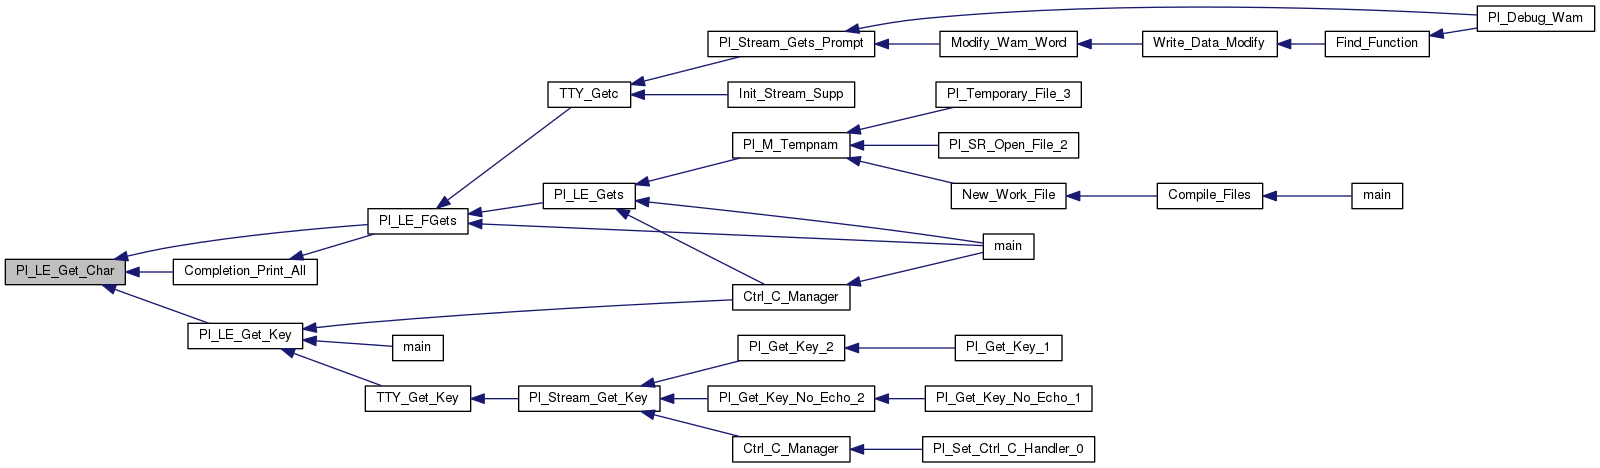 Pl_Debug_Wam
Pl_Stream_Gets_Prompt
Modify_Wam_Word
Write_Data_Modify
Find_Function
TTY_Getc
Init_Stream_Supp
Pl_Temporary_File_3
Pl_M_Tempnam
Pl_SR_Open_File_2
Pl_LE_Gets
New_Work_File
Compile_Files
main
Pl_LE_FGets
main
Pl_LE_Get_Char
Completion_Print_All
Ctrl_C_Manager
Pl_LE_Get_Key
main
Pl_Get_Key_2
Pl_Get_Key_1
TTY_Get_Key
Pl_Stream_Get_Key
Pl_Get_Key_No_Echo_2
Pl_Get_Key_No_Echo_1
Ctrl_C_Manager
Pl_Set_Ctrl_C_Handler_0